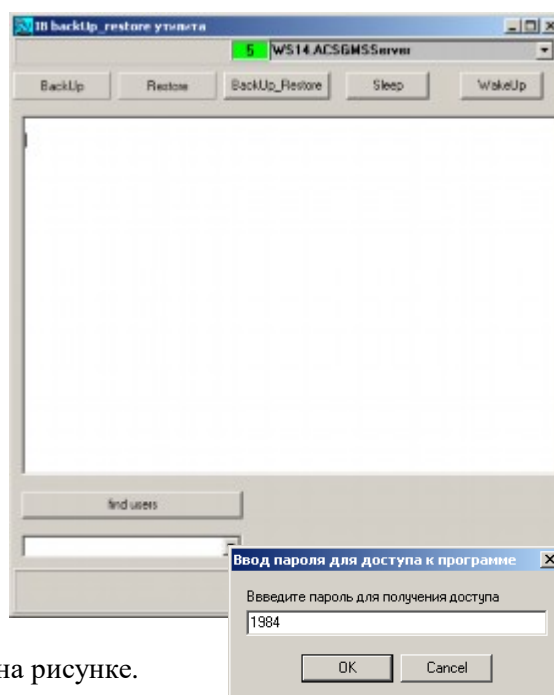 IB backUp_restore утилита
5 WS14.ACSGMSServer
BackUp Restore BackUp_Restore Sleep WakeUp
find users
Ввод пароля для доступа к программе
Ввведите пароль для получения доступа
1984
OK Cancel
на рисунке.